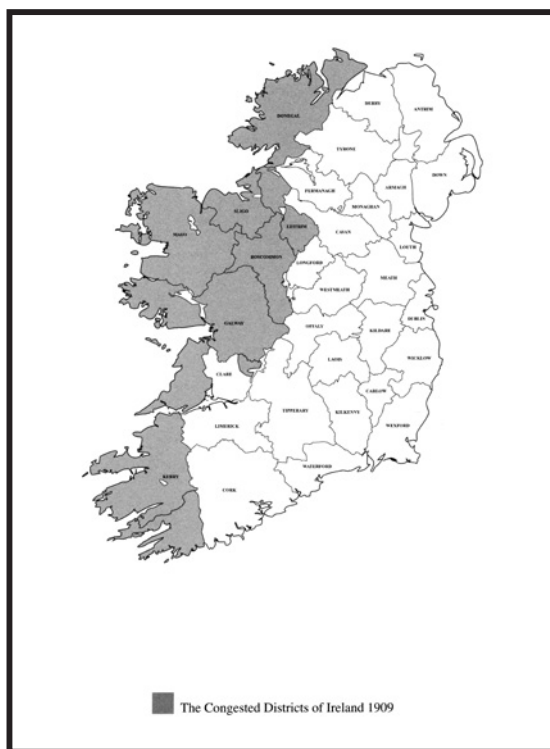 DERRY
ANTRIM
DONEGAL
TYRONE
DOWN
ARMAGH
FERMANAGH
MONAGHAN
SLIGO
LEITRIM
CAVAN
MAYO
LOUTH
ROSCOMMON
LONGFORD
MEATH
WESTMEATH
DUBLIN
GALWAY
OFFALY
KILDARE
LAOIS
WICKLOW
CLARE
CARLOW
TIPPERARY
KILKENNY
WEXFORD
LIMERICK
WATERFORD
KERRY
CORK
The Congested Districts of Ireland 1909